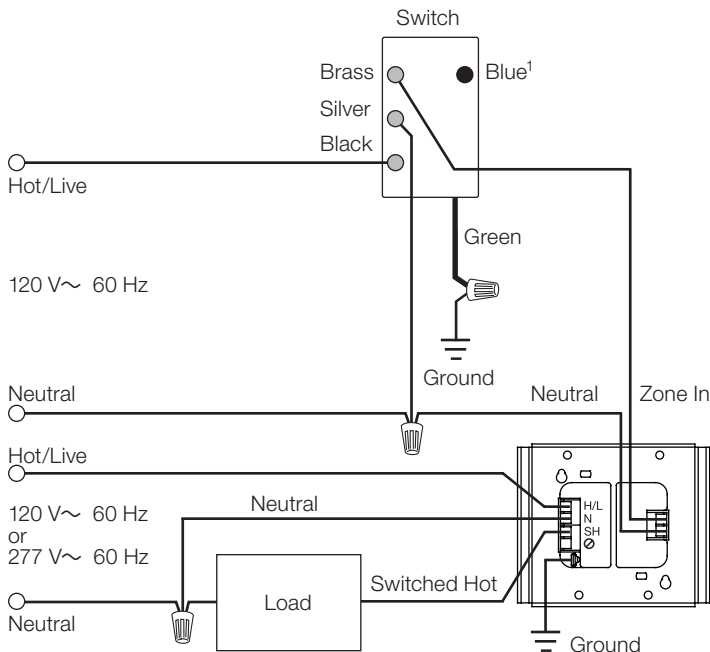 Switch
Brass
Blue¹
Silver
Black
Hot/Live
Green
120 V～ 60 Hz
Ground
Neutral
Neutral
Zone In
Hot/Live
Neutral
H/L
N
SH
120 V～ 60 Hz
or
277 V～ 60 Hz
Load
Switched Hot
Neutral
Ground